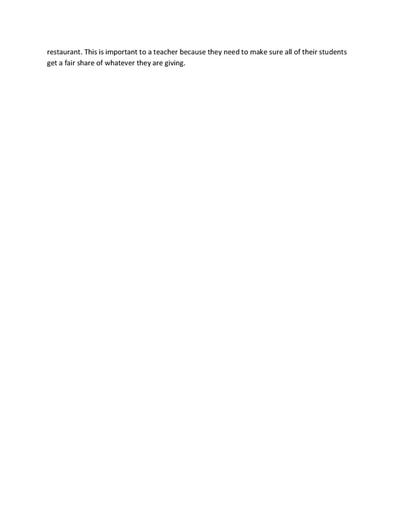 restaurant. This is important to a teacher because they need to make sure all of their students
get a fair share of whatever they are giving.